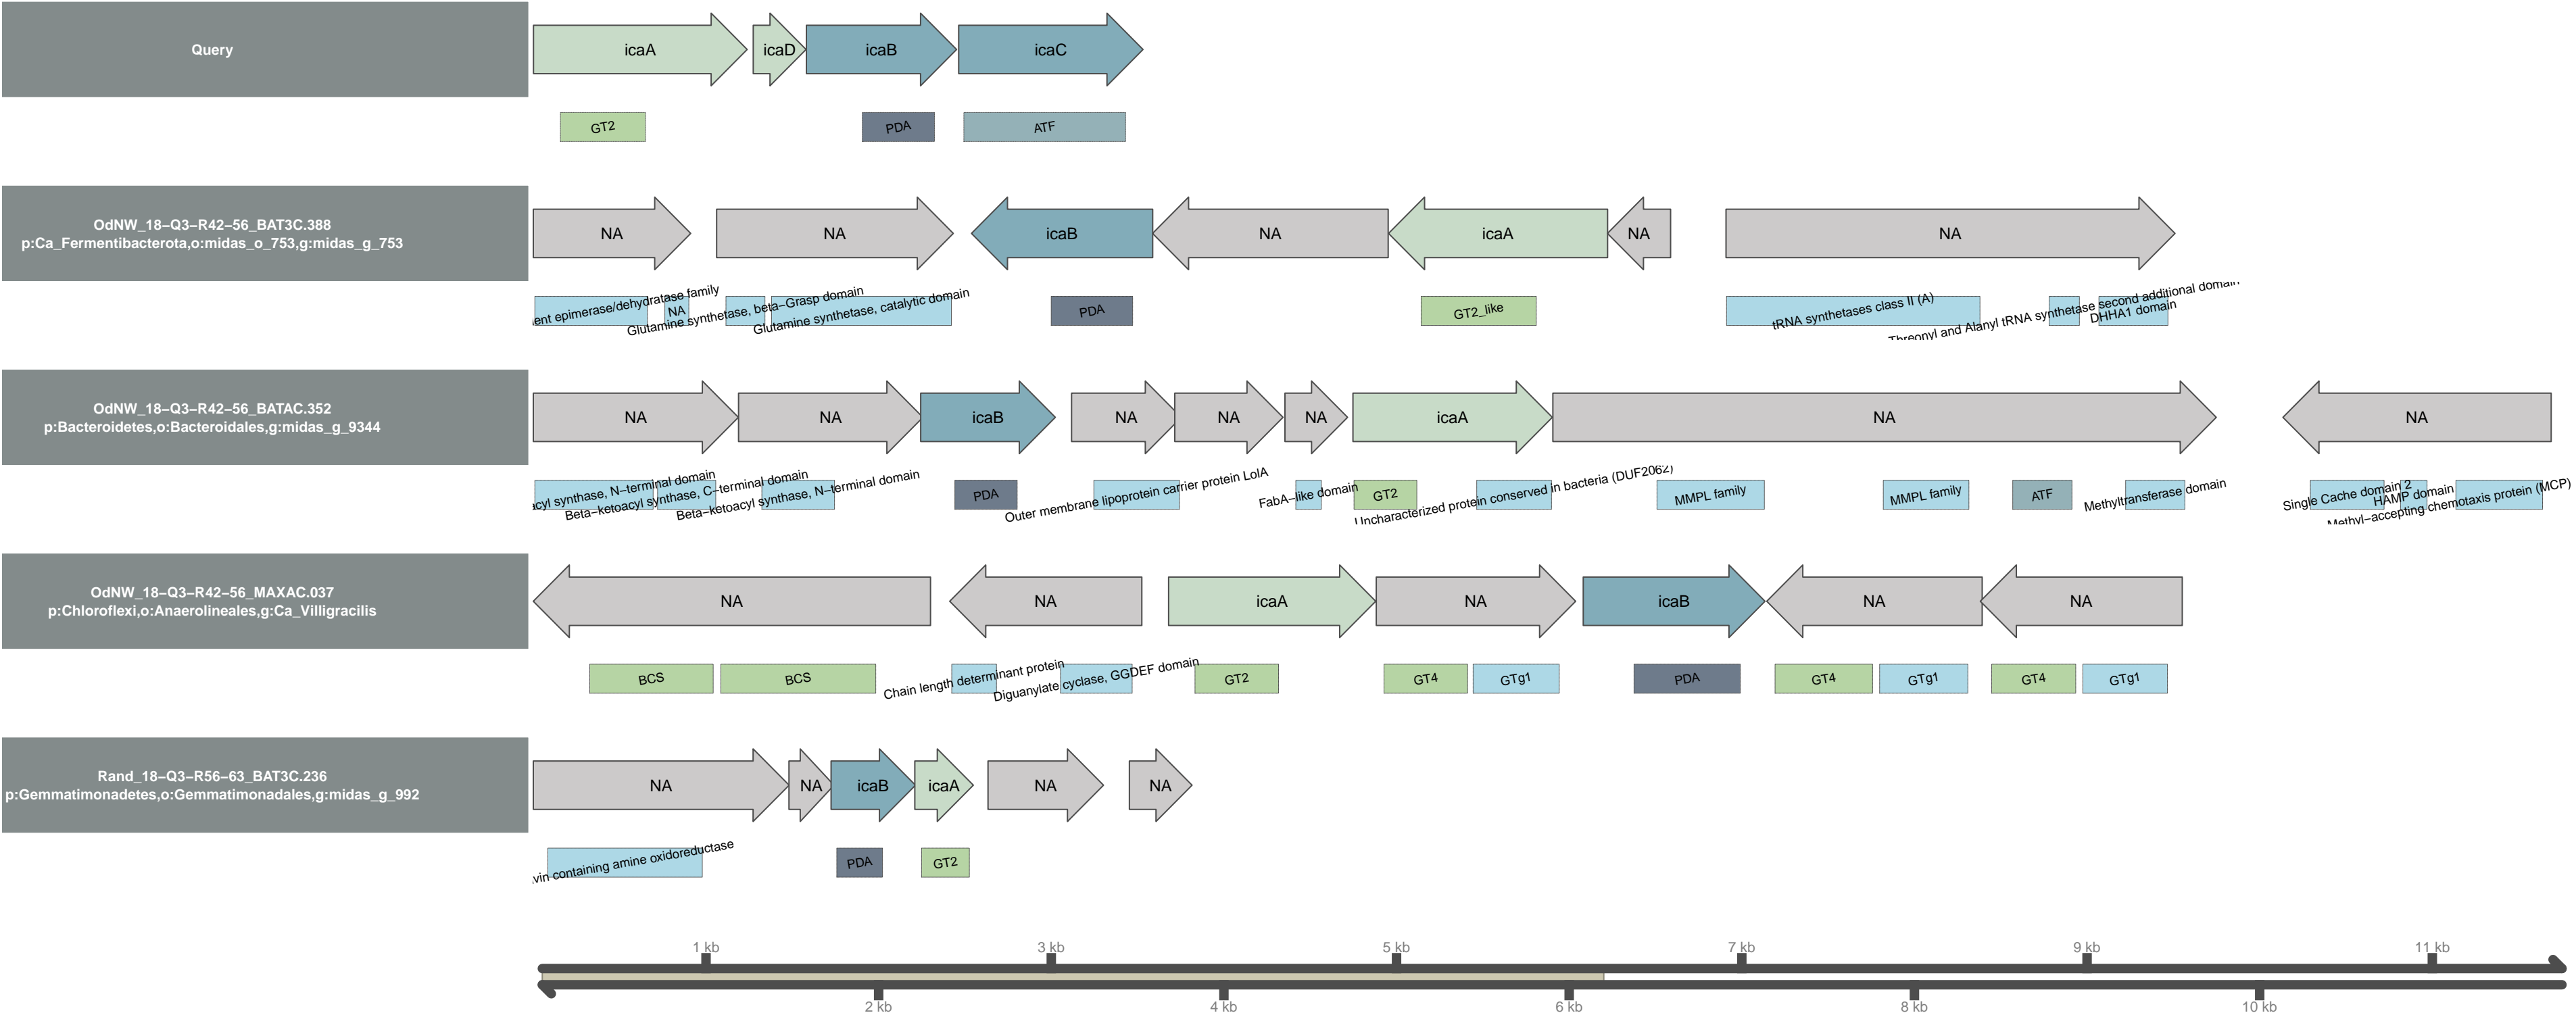 Query
icaA
icaD
icaB
icaC
GT2
PDA
ATF
OdNW_18−Q3−R42−56_BAT3C.388
p:Ca_Fermentibacterota,o:midas_o_753,g:midas_g_753
NA
NA
icaB
NA
icaA
NA
NA
epimerase/dehydratase family
NA
Glutamine synthetase, beta−Grasp domain
Glutamine synthetase, catalytic domain
PDA
GT2_like
tRNA synthetases class II (A)
Threonyl and Alanyl tRNA synthetase second additional domain
DHHA1 domain
OdNW_18−Q3−R42−56_BATAC.352
p:Bacteroidetes,o:Bacteroidales,g:midas_g_9344
NA
NA
icaB
NA
NA
NA
icaA
NA
NA
synthase, N−terminal domain
Beta−ketoacyl synthase, C−terminal domain
Beta−ketoacyl synthase, N−terminal domain
PDA
Outer membrane lipoprotein carrier protein LolA
FabA−like domain
GT2
Uncharacterized protein conserved in bacteria (DUF2062)
MMPL family
MMPL family
ATF
Methyltransferase domain
Single Cache domain 2
HAMP domain
Methyl−accepting chemotaxis protein (MCP)
OdNW_18−Q3−R42−56_MAXAC.037
p:Chloroflexi,o:Anaerolineales,g:Ca_Villigracilis
NA
NA
icaA
NA
icaB
NA
NA
BCS
BCS
Chain length determinant protein
Diguanylate cyclase, GGDEF domain
GT2
GT4
GTg1
PDA
GT4
GTg1
GT4
GTg1
Rand_18−Q3−R56−63_BAT3C.236
p:Gemmatimonadetes,o:Gemmatimonadales,g:midas_g_992
NA
NA
icaB
icaA
NA
NA
containing amine oxidoreductase
PDA
GT2
1 kb
3 kb
5 kb
7 kb
9 kb
11 kb
2 kb
4 kb
6 kb
8 kb
10 kb